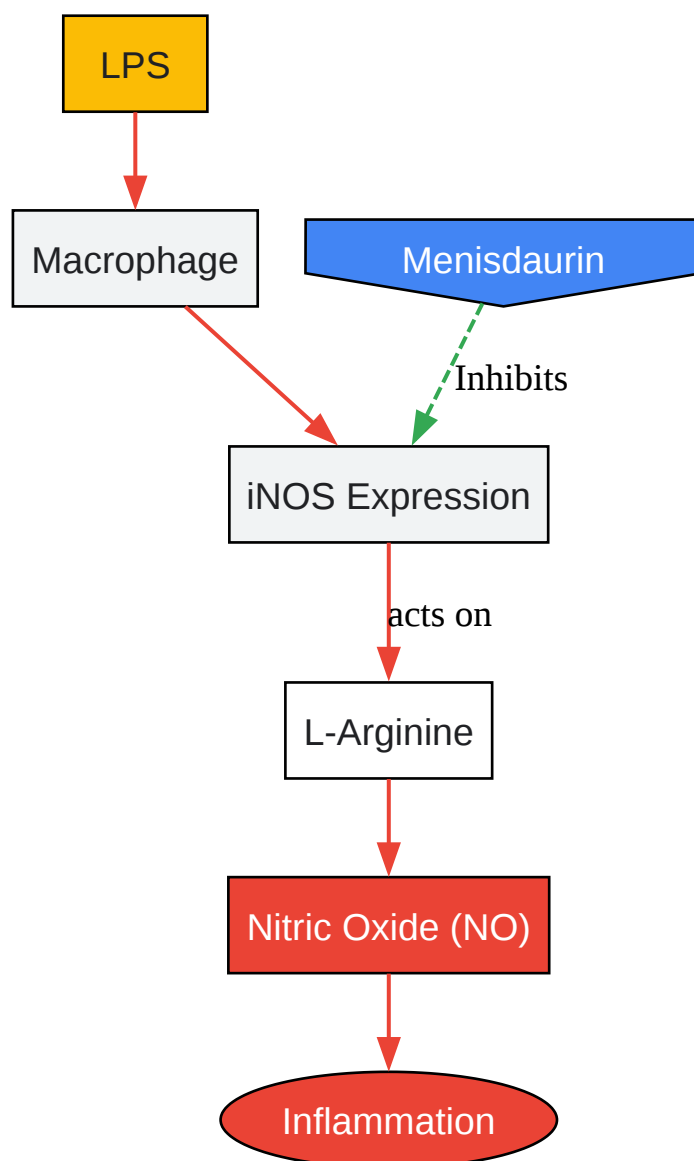 LPS
Macrophage
Menisdaurin
Inhibits
iNOS Expression
acts on
L-Arginine
Nitric Oxide (NO)
Inflammation